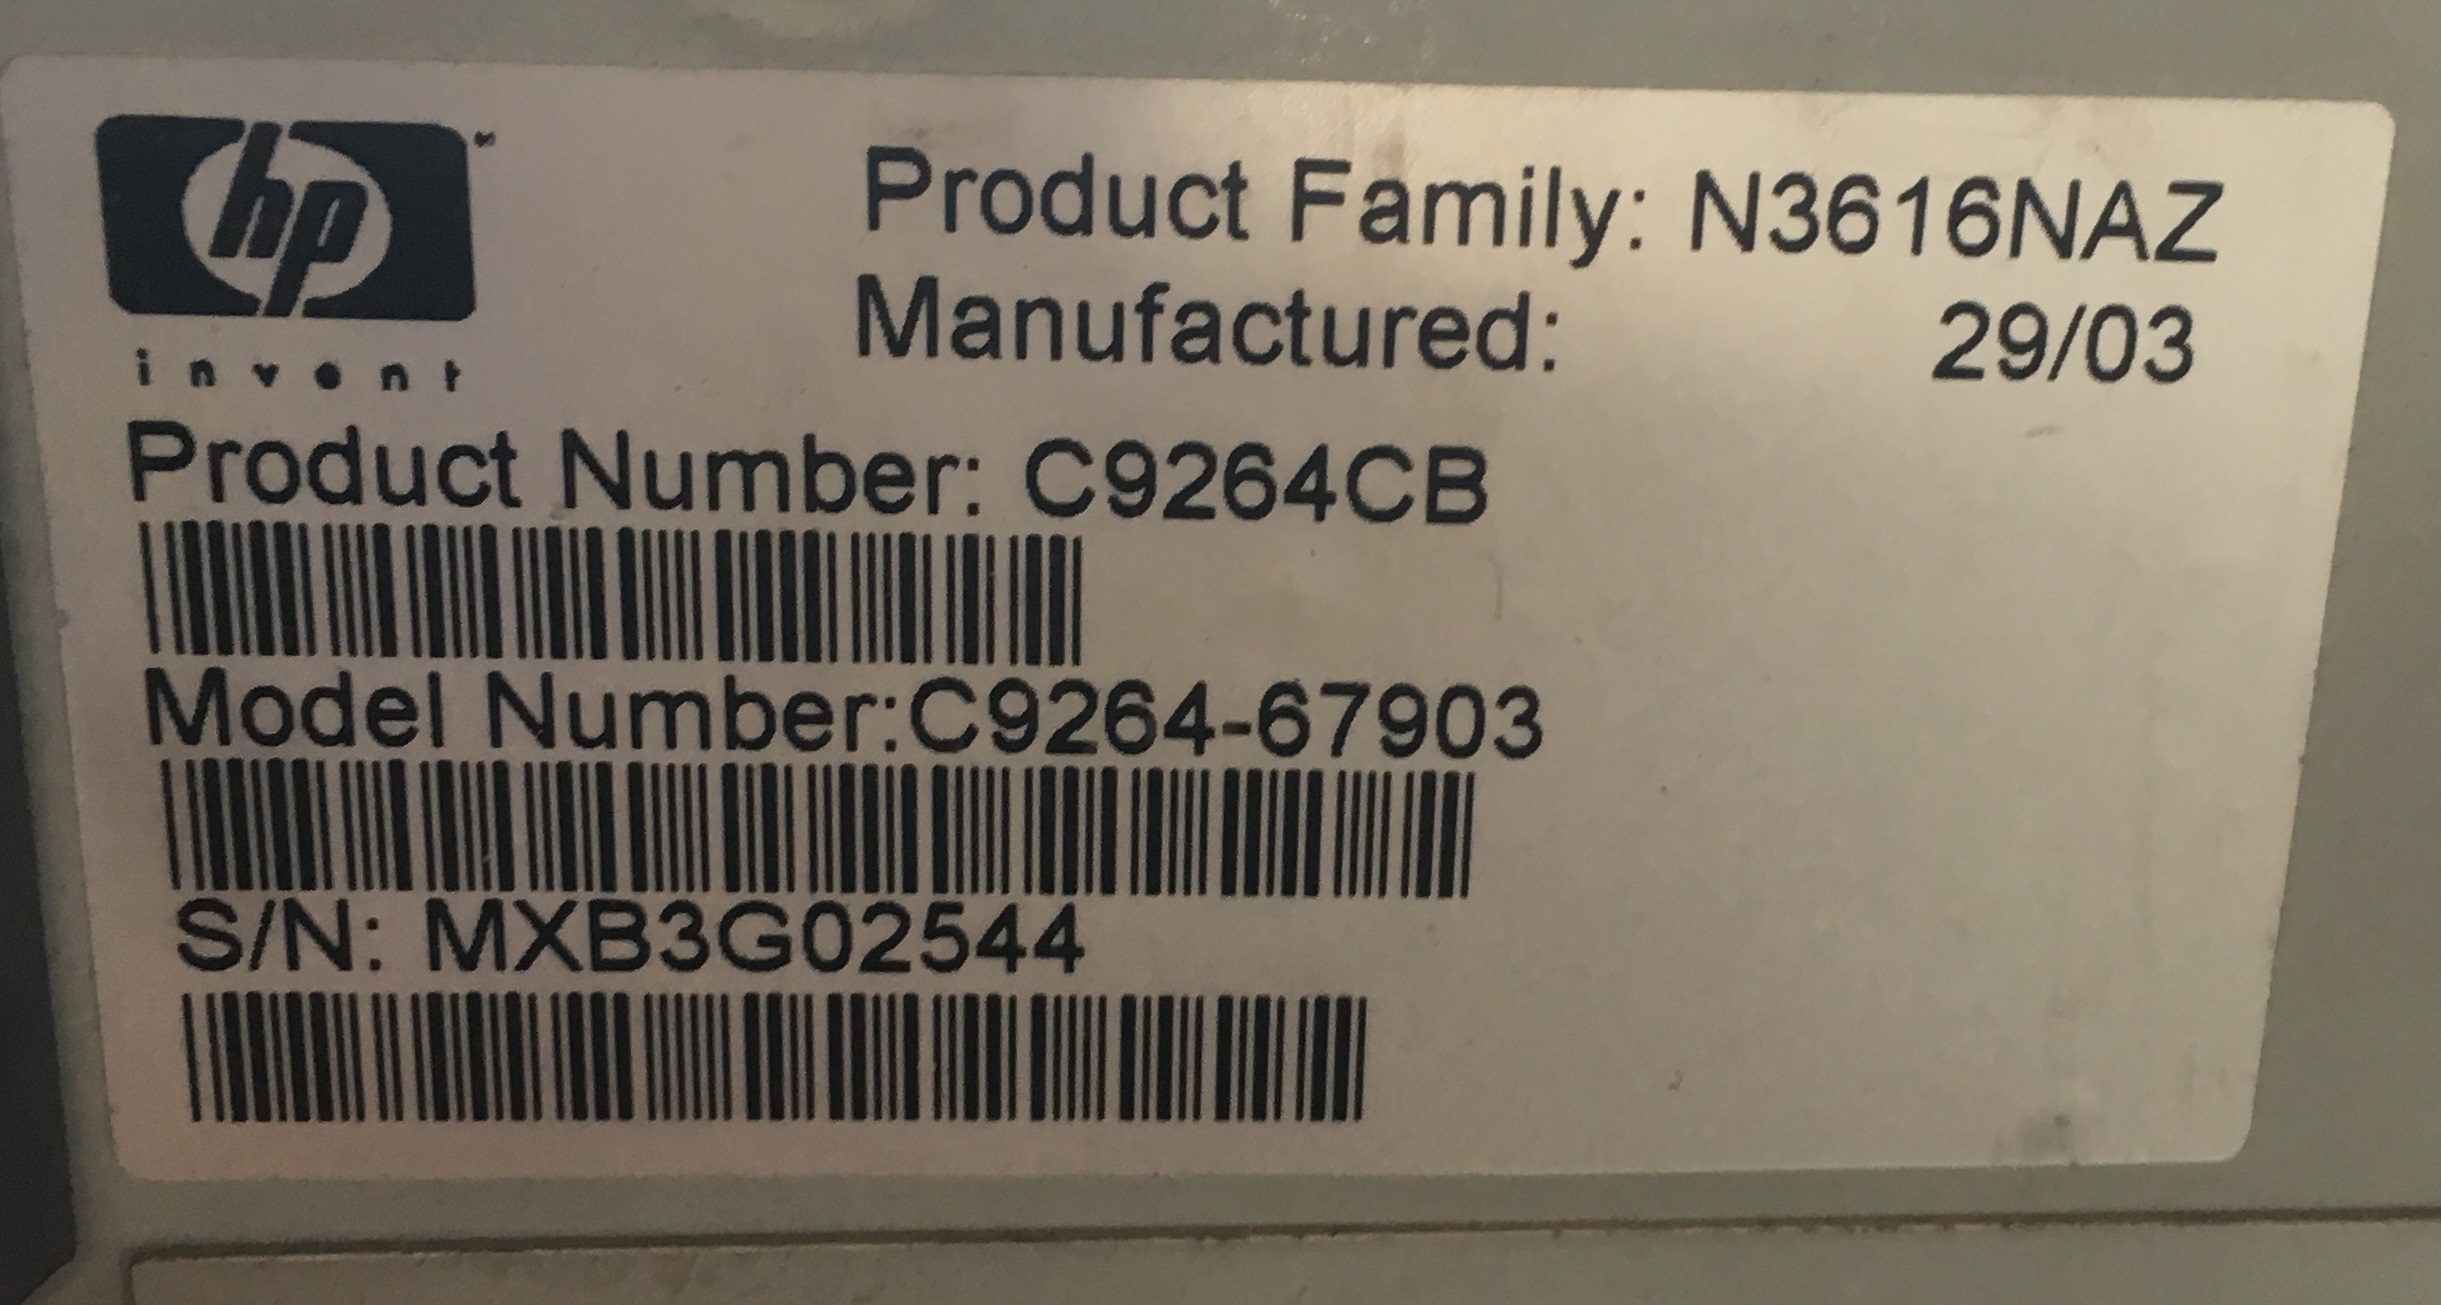 hp
invent
Product Family: N3616NAZ
Manufactured: 29/03
Product Number: C9264CB
Model Number:C9264-67903
S/N: MXB3G02544